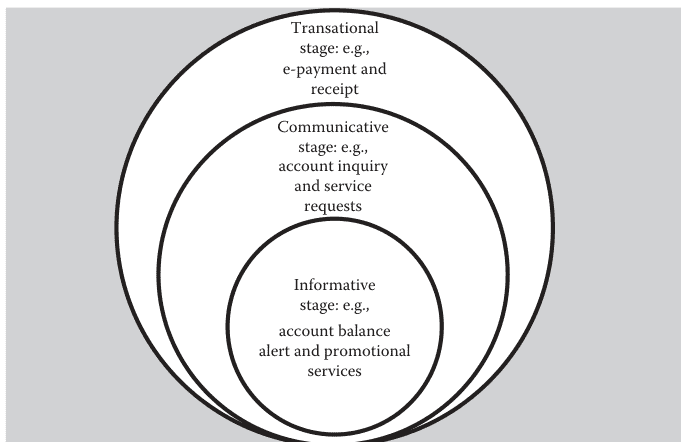 Transational
stage: e.g.,
e-payment and
receipt
Communicative
stage: e.g.,
account inquiry
and service
requests
Informative
stage: e.g.,
account balance
alert and promotional
services